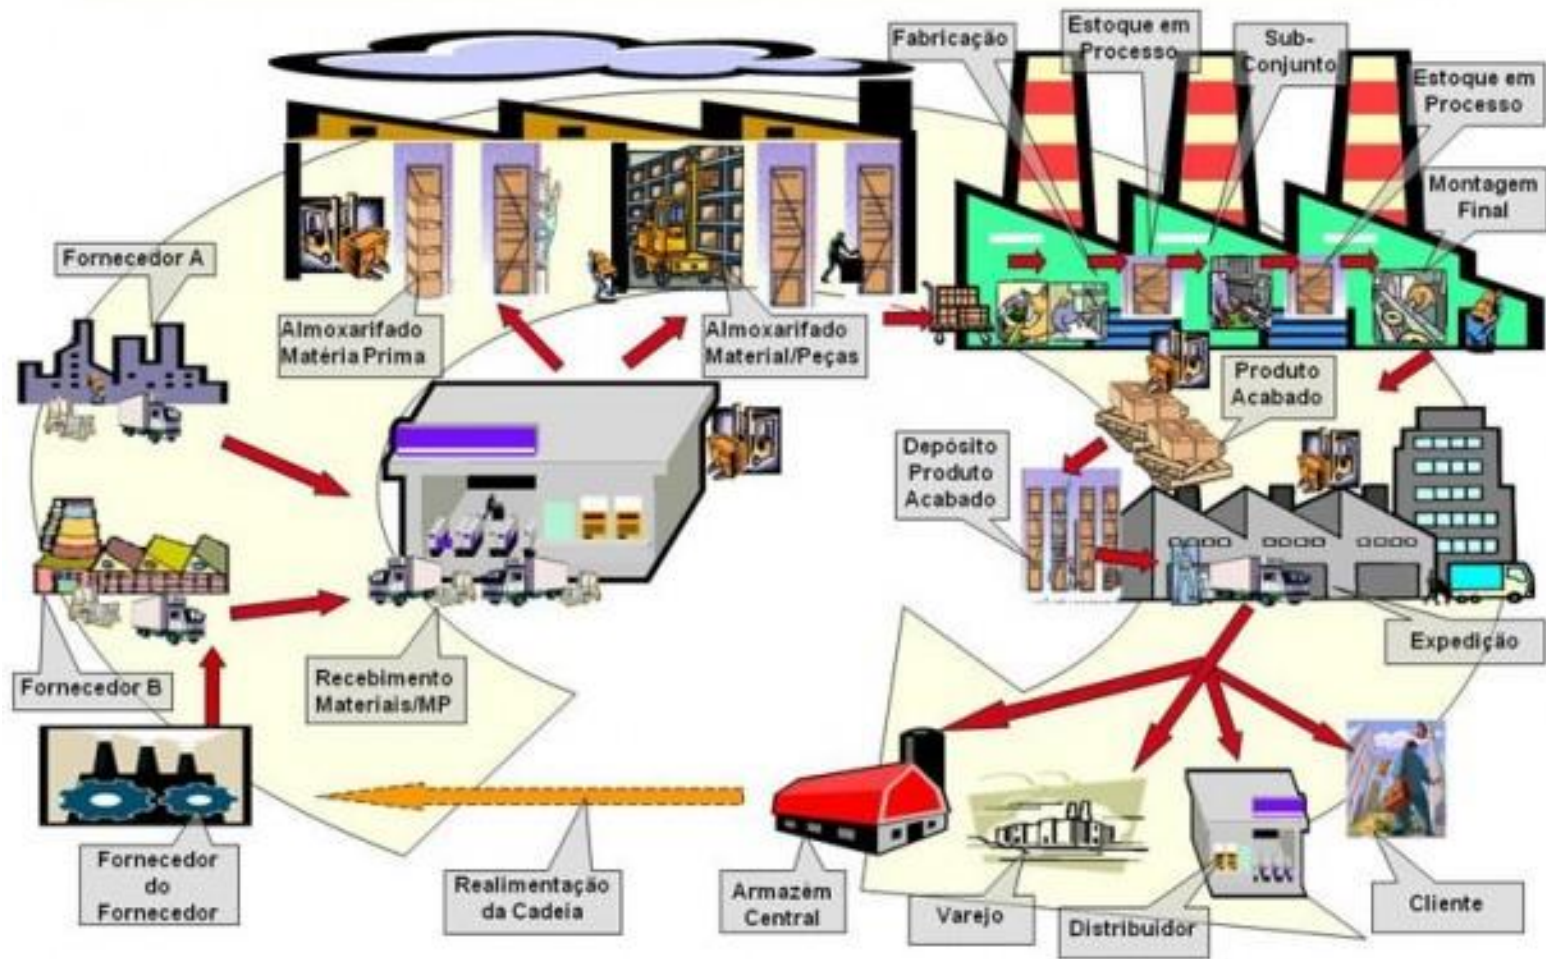 Fabricação
Estoque em
Processo
Sub-
Conjunto
Estoque em
Processo
Montagem
Final
Fornecedor A
Almoxarifado
Matéria Prima
Almoxarifado
Material/Peças
Produto
Acabado
Depósito
Produto
Acabado
Expedição
Fornecedor B
Recebimento
Materiais/MP
Fornecedor
do
Fornecedor
Realimentação
da Cadeia
Armazém
Central
Varejo
Distribuidor
Cliente